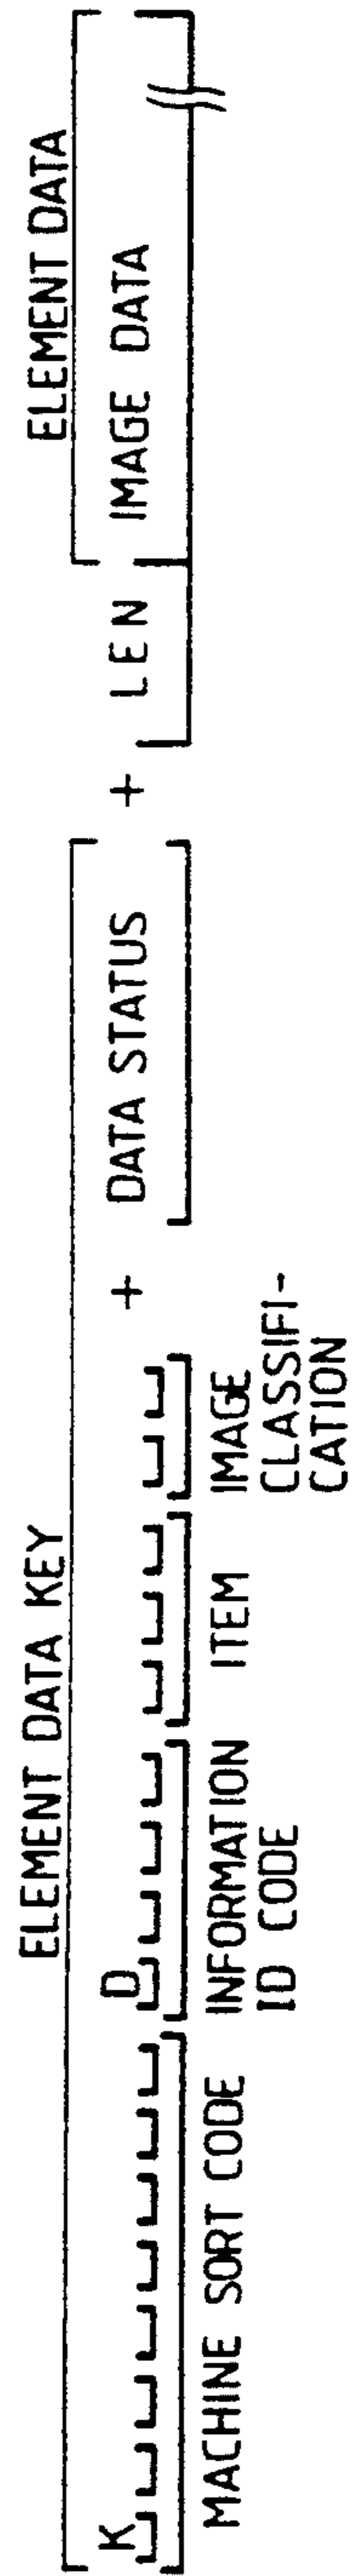 ELEMENT DATA KEY
ELEMENT DATA
K
D
+ DATA STATUS + LEN IMAGE DATA
MACHINE SORT CODE
INFORMATION
ID CODE
ITEM
IMAGE
CLASSIFI-
CATION